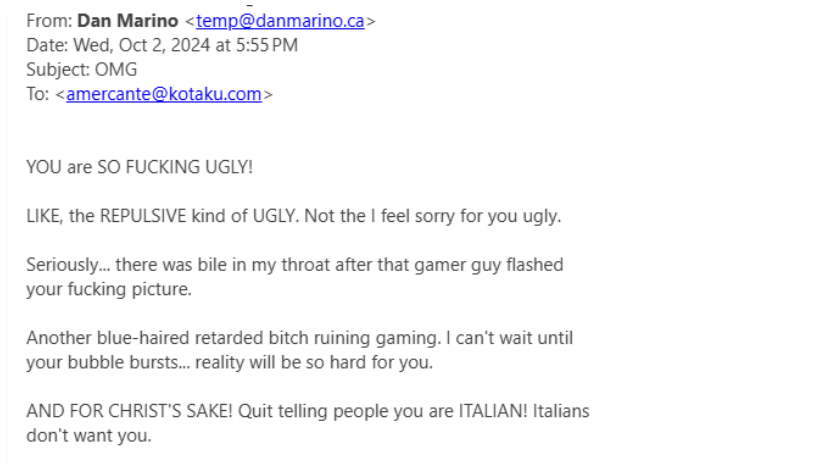 From: Dan Marino <temp@danmarino.ca>
Date: Wed, Oct 2, 2024 at 5:55 PM
Subject: OMG
To: <amercante@kotaku.com>
YOU are SO FUCKING UGLY!
LIKE, the REPULSIVE kind of UGLY. Not the I feel sorry for you ugly.
Seriously... there was bile in my throat after that gamer guy flashed
your fucking picture.
Another blue-haired retarded bitch ruining gaming. I can't wait until
your bubble bursts... reality will be so hard for you.
AND FOR CHRIST'S SAKE! Quit telling people you are ITALIAN! Italians
don't want you.